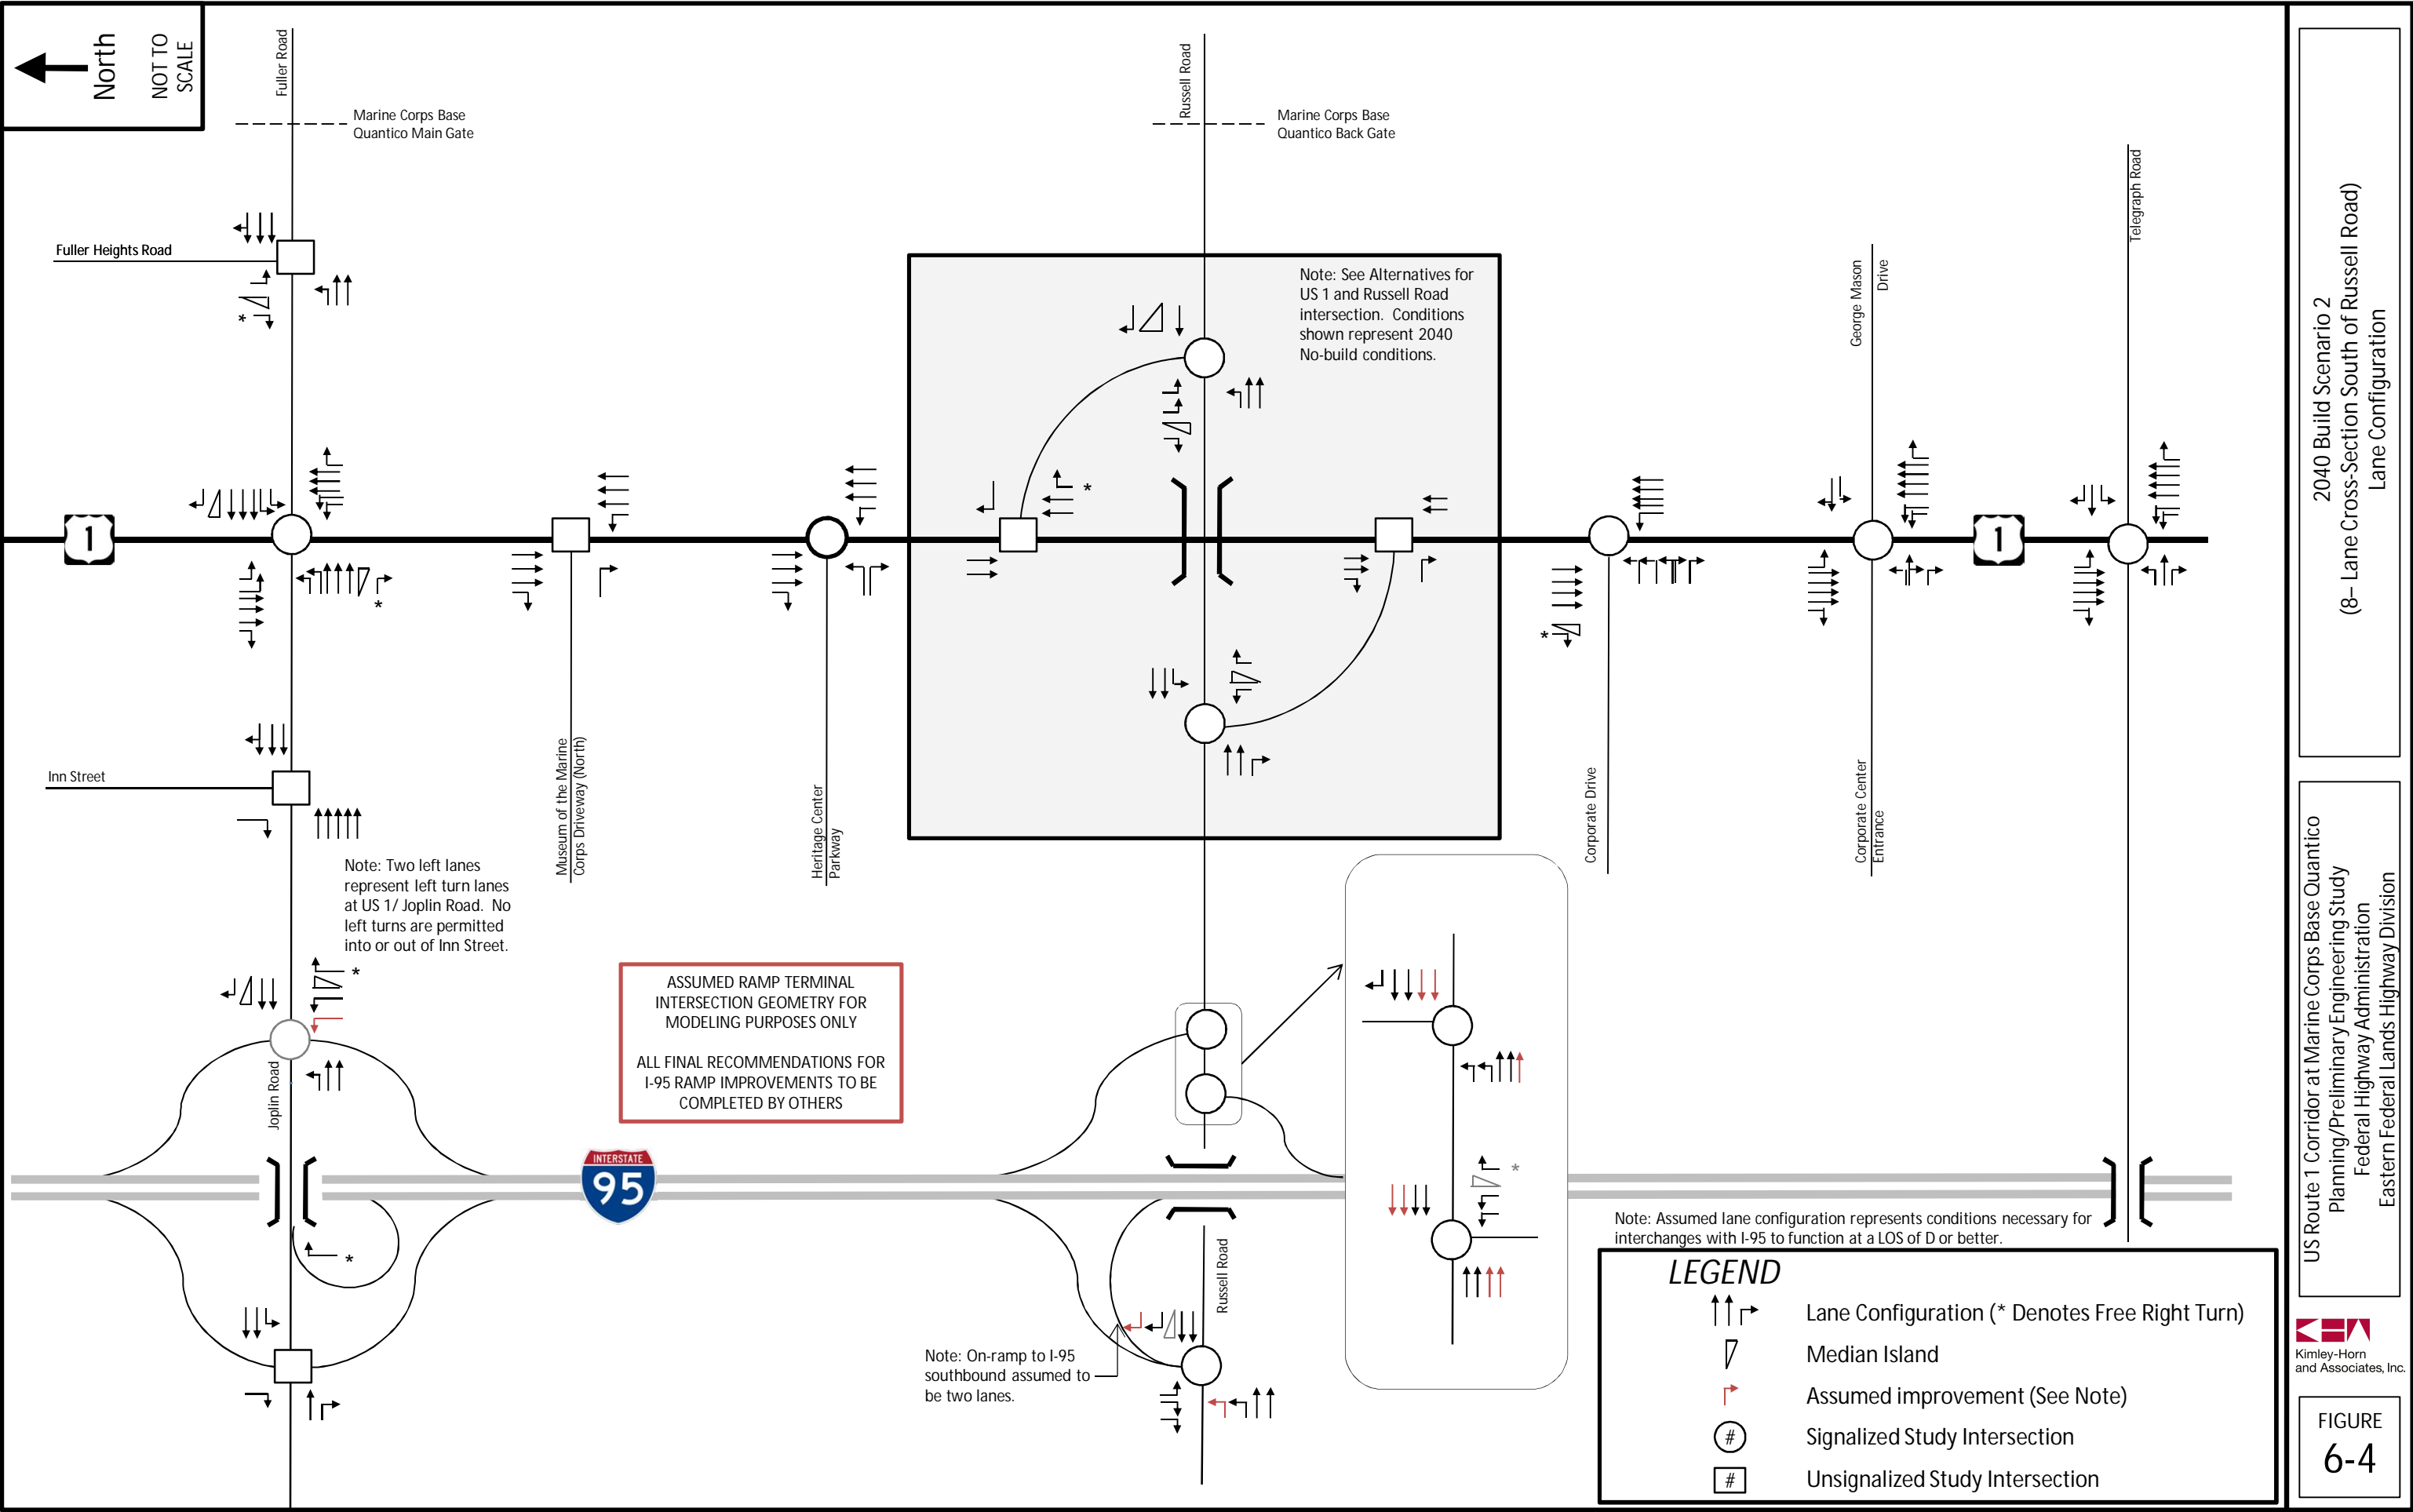 North
NOT TO
SCALE
Fuller Road
Marine Corps Base
Quantico Main Gate
Russell Road
Marine Corps Base
Quantico Back Gate
Telegraph Road
Fuller Heights Road
*
Note: See Alternatives for
US 1 and Russell Road
intersection. Conditions
shown represent 2040
No-build conditions.
George Mason
Drive
*
1
1
*
*
Inn Street
Museum of the Marine
Corps Driveway (North)
Heritage Center
Parkway
Corporate Drive
Corporate Center
Entrance
Note: Two left lanes
represent left turn lanes
at US 1/ Joplin Road. No
left turns are permitted
into or out of Inn Street.
*
Joplin Road
ASSUMED RAMP TERMINAL
INTERSECTION GEOMETRY FOR
MODELING PURPOSES ONLY
ALL FINAL RECOMMENDATIONS FOR
I-95 RAMP IMPROVEMENTS TO BE
COMPLETED BY OTHERS
INTERSTATE
95
*
*
Russell Road
Note: On-ramp to I-95
southbound assumed to
be two lanes.
Note: Assumed lane configuration represents conditions necessary for
interchanges with I-95 to function at a LOS of D or better.
LEGEND
Lane Configuration (* Denotes Free Right Turn)
Median Island
Assumed improvement (See Note)
# Signalized Study Intersection
# Unsignalized Study Intersection
2040 Build Scenario 2
(8– Lane Cross-Section South of Russell Road)
Lane Configuration
US Route 1 Corridor at Marine Corps Base Quantico
Planning/Preliminary Engineering Study
Federal Highway Administration
Eastern Federal Lands Highway Division
Kimley-Horn
and Associates, Inc.
FIGURE
6-4